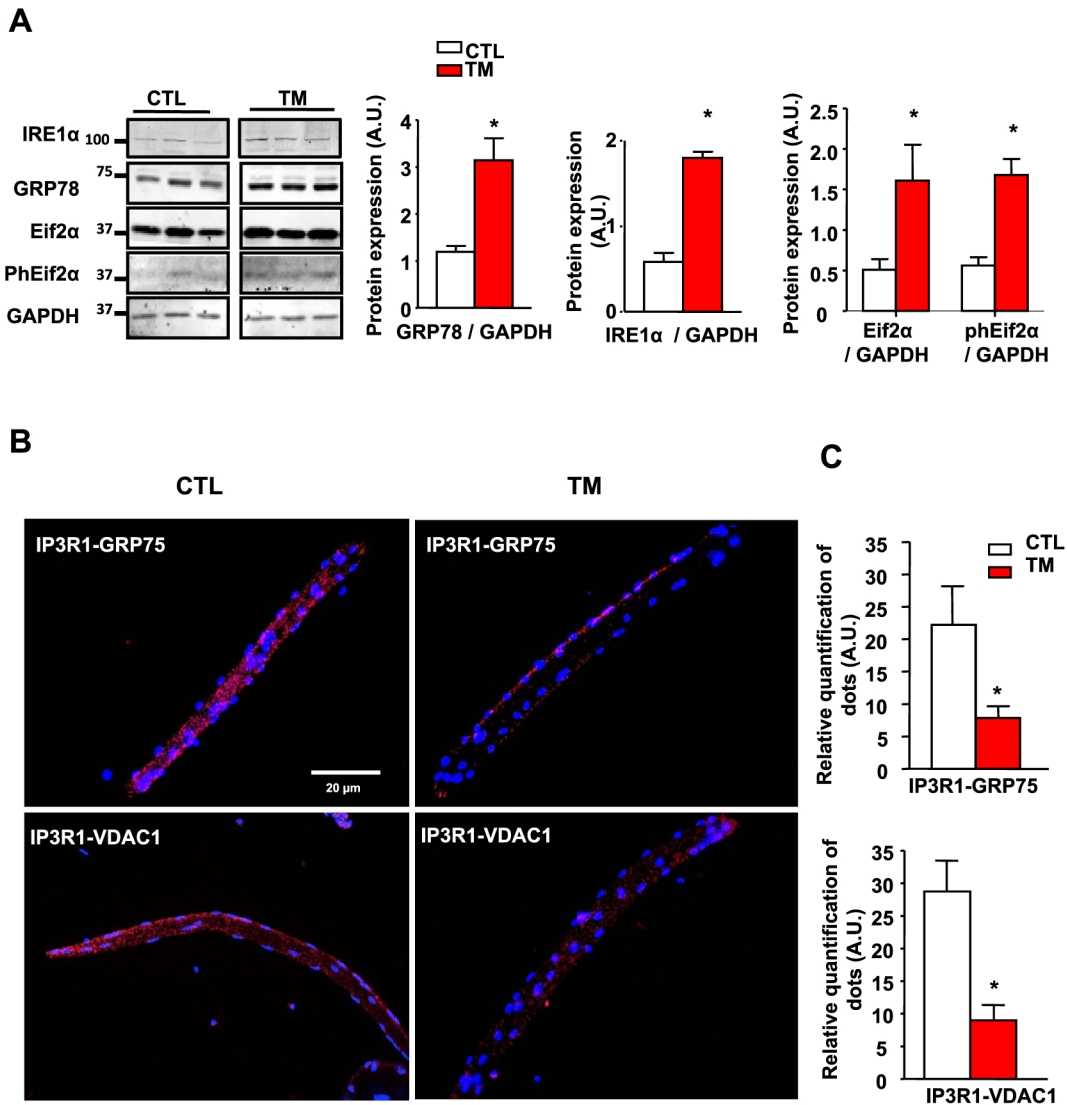 A
CTL
TM
CTL TM
IRE1α 100
GRP78 75
Eif2α 37
PhEif2α 37
GAPDH 37
Protein expression (A.U.)
4
3
2
1
0
*
GRP78 / GAPDH
Protein expression
(A.U.)
2
1
0
*
IRE1α / GAPDH
Protein expression (A.U.)
2.5
2.0
1.5
1.0
0.5
0
* *
Eif2α phEif2α
/ GAPDH / GAPDH
B
CTL TM
IP3R1-GRP75
20 µm
IP3R1-GRP75
IP3R1-VDAC1
IP3R1-VDAC1
C
CTL
TM
Relative quantification of
dots (A.U.)
35
30
25
20
15
10
5
0
*
IP3R1-GRP75
Relative quantification of
dots (A.U.)
35
30
25
20
15
10
5
0
*
IP3R1-VDAC1